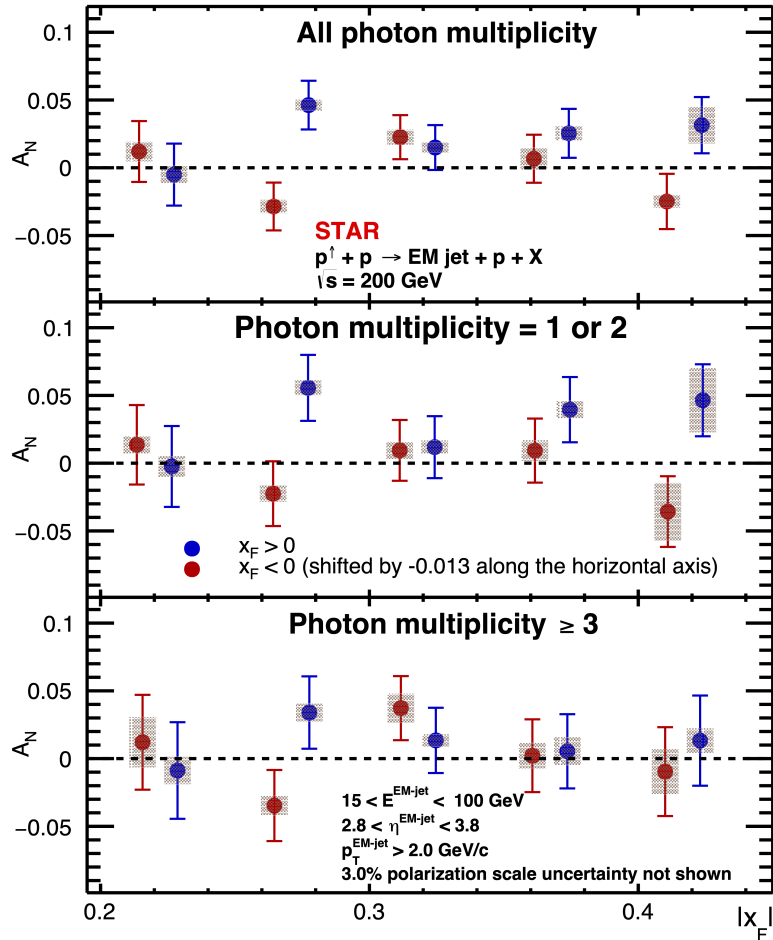 All photon multiplicity
0.1
0.05
0
−0.05
A_N
STAR
p↑ + p → EM jet + p + X
√s = 200 GeV
Photon multiplicity = 1 or 2
0.1
0.05
0
−0.05
A_N
x_F > 0
x_F < 0 (shifted by -0.013 along the horizontal axis)
Photon multiplicity ≥ 3
0.1
0.05
0
−0.05
A_N
15 < E^EM-jet < 100 GeV
2.8 < η^EM-jet < 3.8
p_T^EM-jet > 2.0 GeV/c
3.0% polarization scale uncertainty not shown
0.2 0.3 0.4 |x_F|